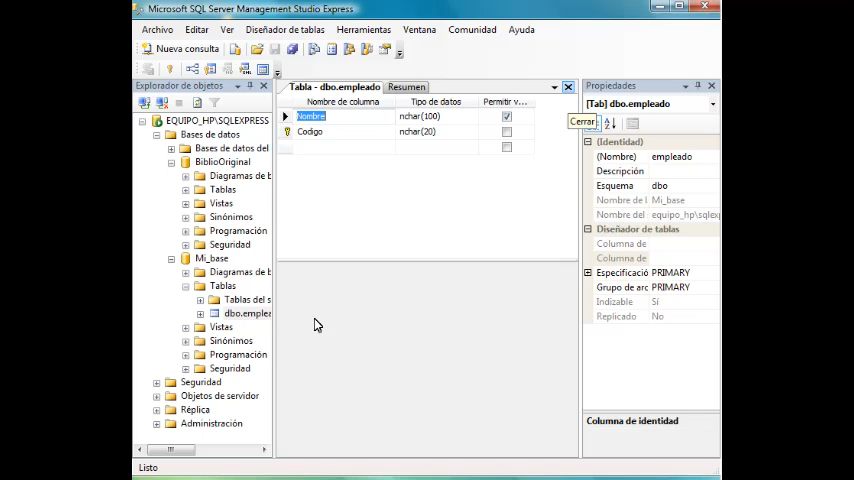 Microsoft SQL Server Management Studio Express
Archivo Editar Ver Diseñador de tablas Herramientas Ventana Comunidad Ayuda
Nueva consulta
Explorador de objetos
EQUIPO_HP\SQLEXPRESS
Bases de datos
Bases de datos del
BiblioOriginal
Diagramas de b
Tablas
Vistas
Sinónimos
Programación
Seguridad
Mi_base
Diagramas de b
Tablas
Tablas del s
dbo.emplea
Vistas
Sinónimos
Programación
Seguridad
Seguridad
Objetos de servidor
Réplica
Administración
Tabla - dbo.empleado Resumen
Nombre de columna Tipo de datos Permitir v...
Nombre nchar(100)
Codigo nchar(20)
Cerrar
Propiedades
[Tab] dbo.empleado
(Identidad)
(Nombre) empleado
Descripción
Esquema dbo
Nombre de l Mi_base
Nombre del equipo_hp\sqlexp
Diseñador de tablas
Columna de
Columna de
Especificació PRIMARY
Grupo de arc PRIMARY
Indizable Sí
Replicado No
Columna de identidad
Listo